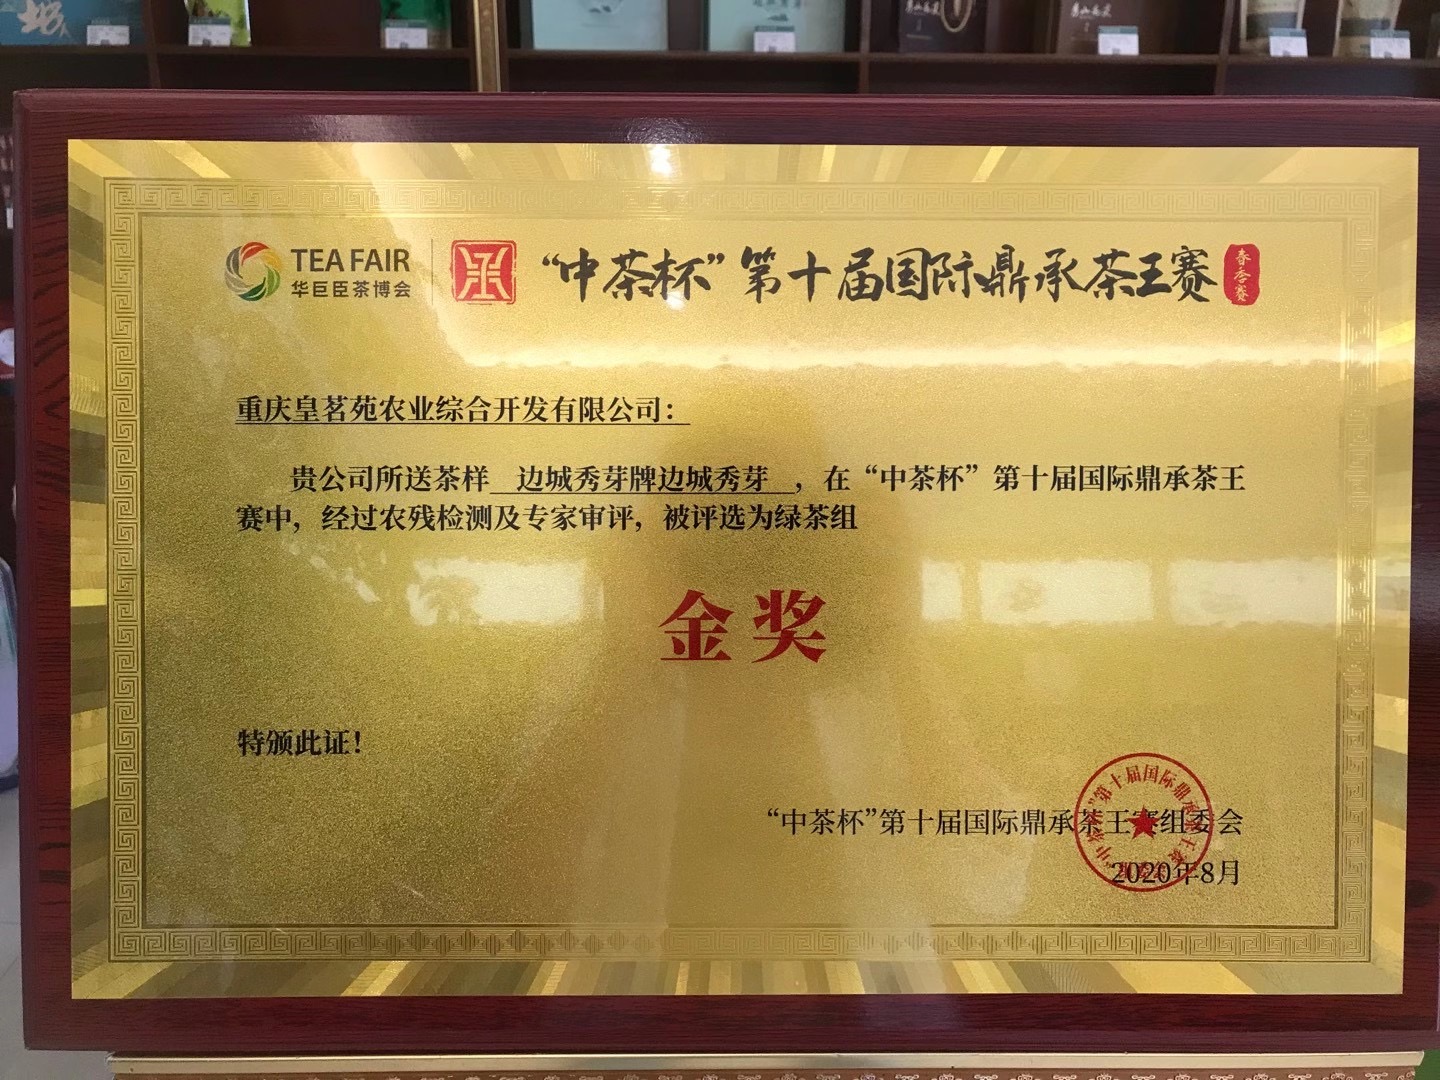 TEA FAIR
华巨臣茶博会
“中茶杯”第十届国际鼎承茶王赛
春季赛
重庆皇茗苑农业综合开发有限公司：
贵公司所送茶样 边城秀芽牌边城秀芽 ，在“中茶杯”第十届国际鼎承茶王
赛中，经过农残检测及专家审评，被评选为绿茶组
金奖
特颁此证！
“中茶杯”第十届国际鼎承茶王赛组委会
2020年8月